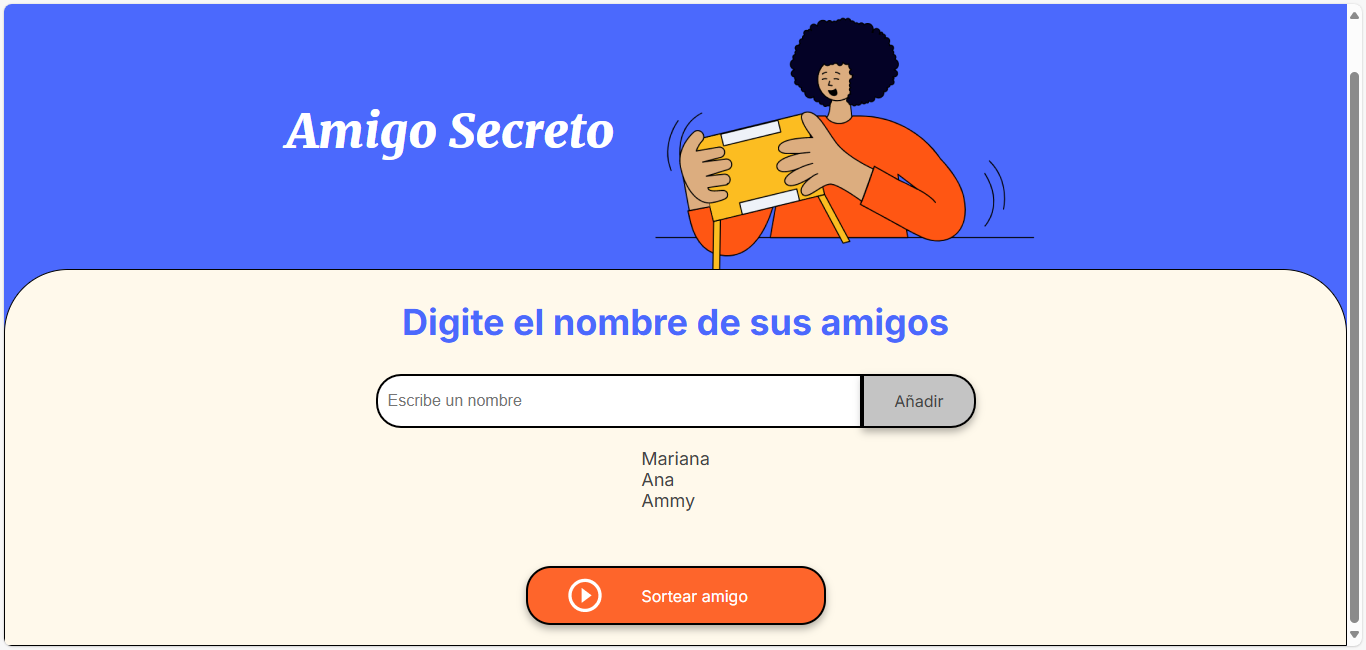 Amigo Secreto
Digite el nombre de sus amigos
Escribe un nombre
Añadir
Mariana
Ana
Ammy
Sortear amigo